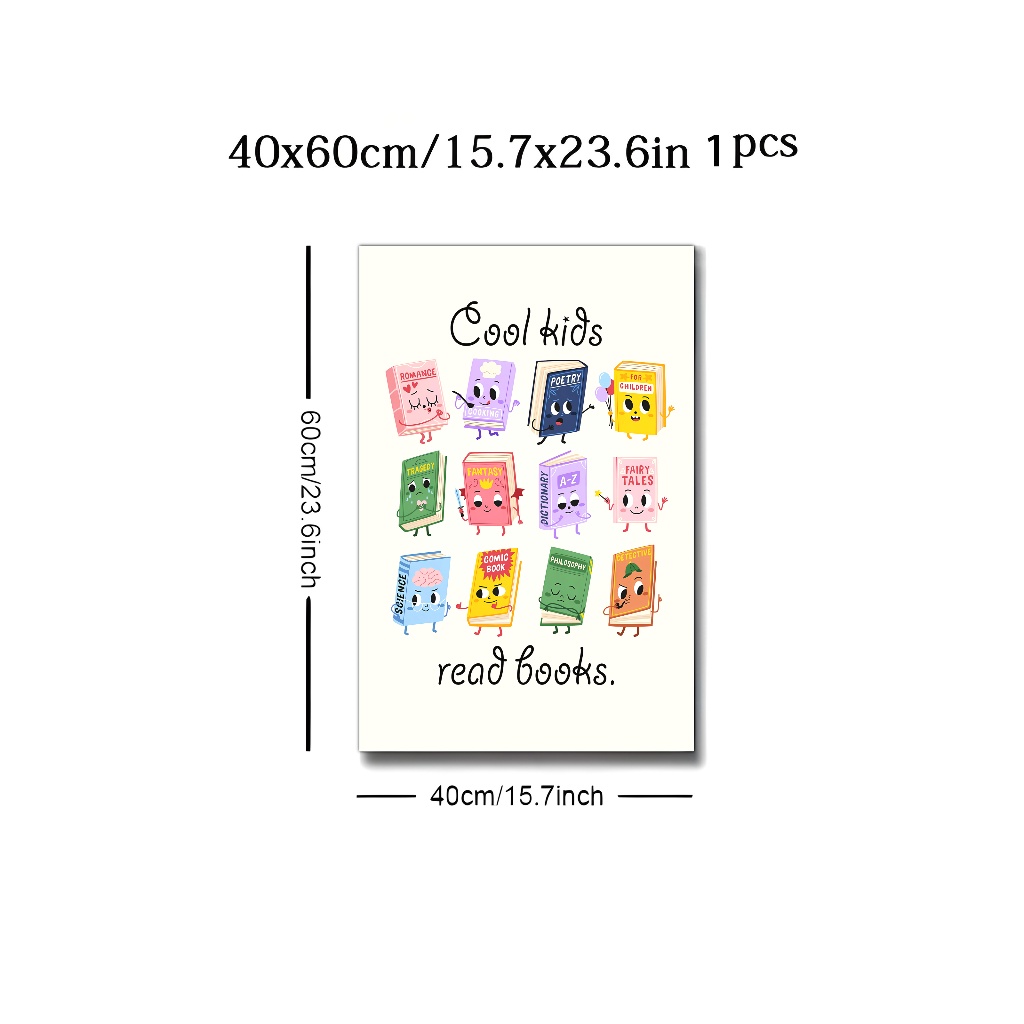 40x60cm/15.7x23.6in 1pcs
60cm/23.6inch
Cool kids
ROMANCE
COOKING
POETRY
FOR
CHILDREN
TRAGEDY
FANTASY
DICTIONARY
A-Z
FAIRY
TALES
SCIENCE
COMIC
BOOK
PHILOSOPHY
DETECTIVE
read books.
40cm/15.7inch